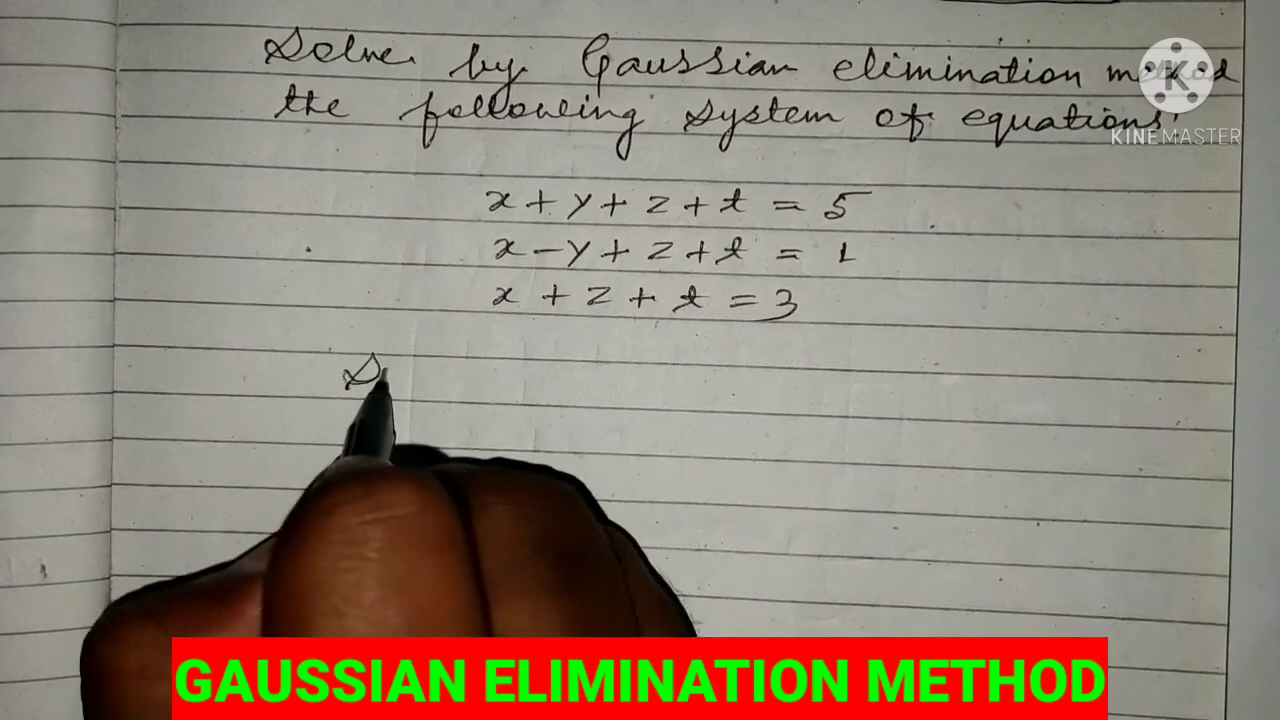 Solve by Gaussian elimination method
the following system of equations:
KINEMASTER
x + y + z + t = 5
x - y + z + t = 1
x + z + t = 3
S
GAUSSIAN ELIMINATION METHOD